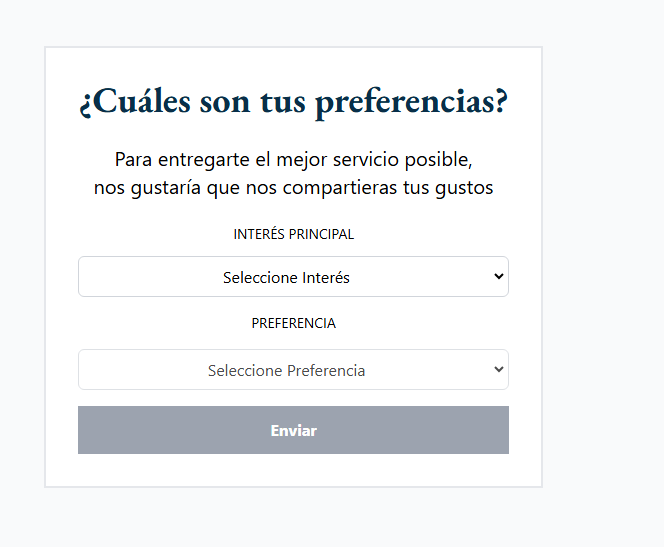 ¿Cuáles son tus preferencias?
Para entregarte el mejor servicio posible,
nos gustaría que nos compartieras tus gustos
INTERÉS PRINCIPAL
Seleccione Interés
PREFERENCIA
Seleccione Preferencia
Enviar